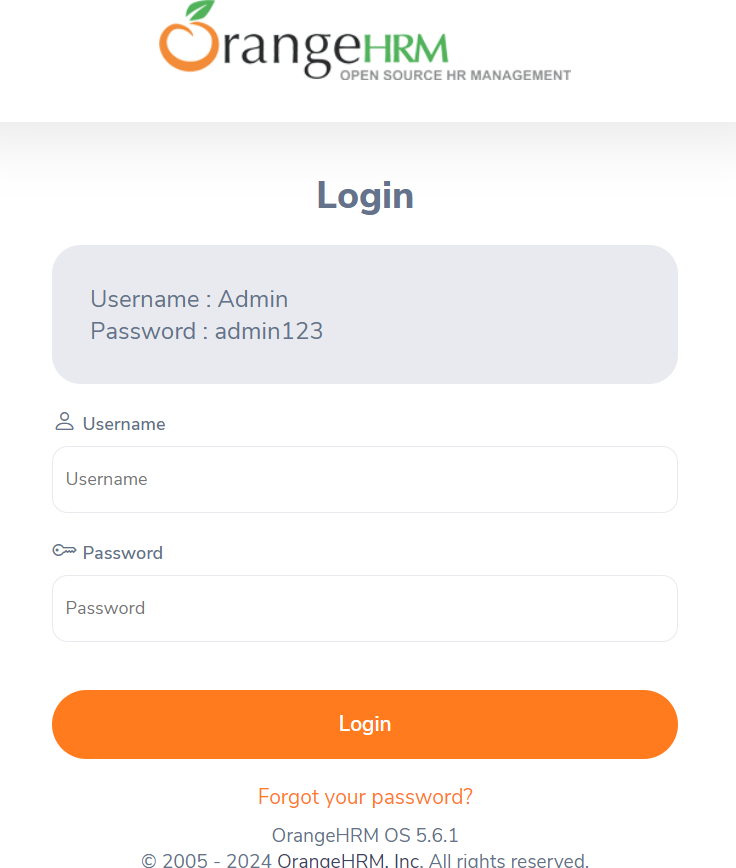 OrangeHRM
OPEN SOURCE HR MANAGEMENT
Login
Username : Admin
Password : admin123
Username
Username
Password
Password
Login
Forgot your password?
OrangeHRM OS 5.6.1
© 2005 - 2024 OrangeHRM, Inc. All rights reserved.